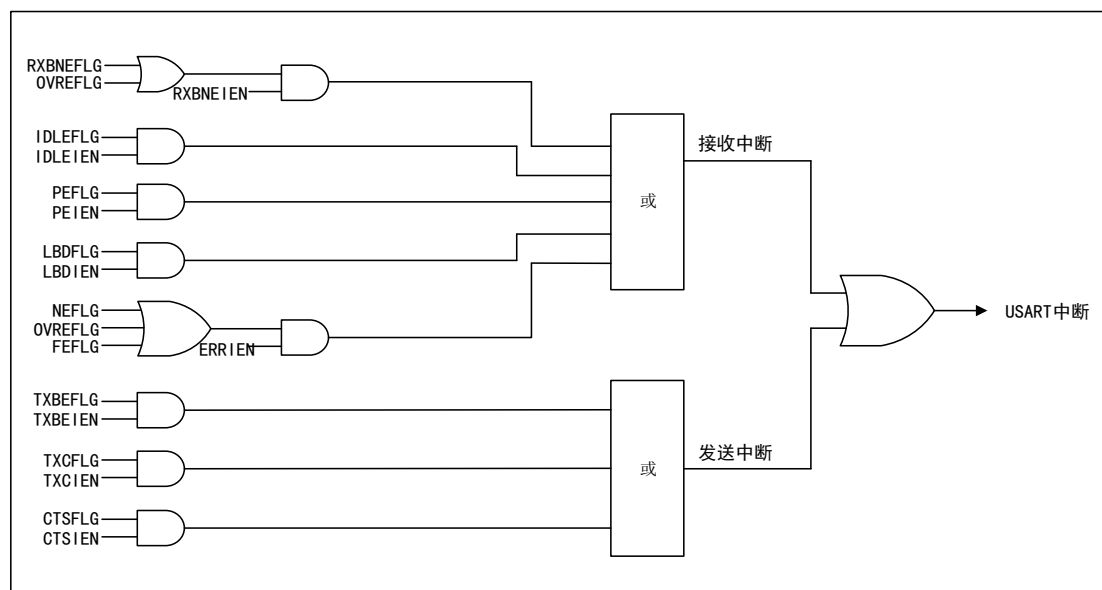 RXBNEFLG
OVREFLG
RXBNEIEN
IDLEFLG
IDLEIEN
PEFLG
PEIEN
LBDFLG
LBDIEN
NEFLG
OVREFLG
FEFLG
ERRIEN
或
接收中断
TXBEFLG
TXBEIEN
TXCFLG
TXCIEN
CTSFLG
CTSIEN
或
发送中断
USART中断